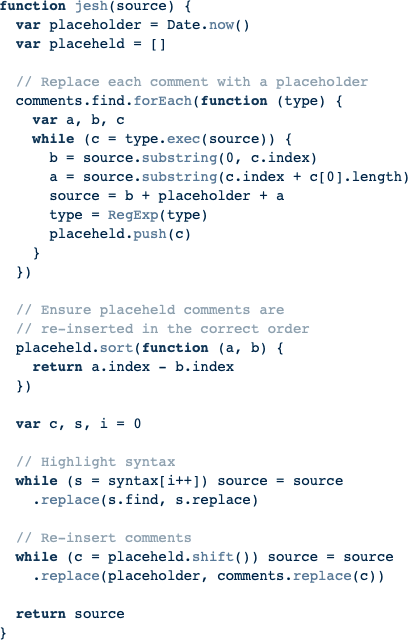 function jesh(source) {
  var placeholder = Date.now()
  var placeheld = []

  // Replace each comment with a placeholder
  comments.find.forEach(function (type) {
    var a, b, c
    while (c = type.exec(source)) {
      b = source.substring(0, c.index)
      a = source.substring(c.index + c[0].length)
      source = b + placeholder + a
      type = RegExp(type)
      placeheld.push(c)
    }
  })

  // Ensure placeheld comments are
  // re-inserted in the correct order
  placeheld.sort(function (a, b) {
    return a.index - b.index
  })

  var c, s, i = 0

  // Highlight syntax
  while (s = syntax[i++]) source = source
    .replace(s.find, s.replace)

  // Re-insert comments
  while (c = placeheld.shift()) source = source
    .replace(placeholder, comments.replace(c))

  return source
}